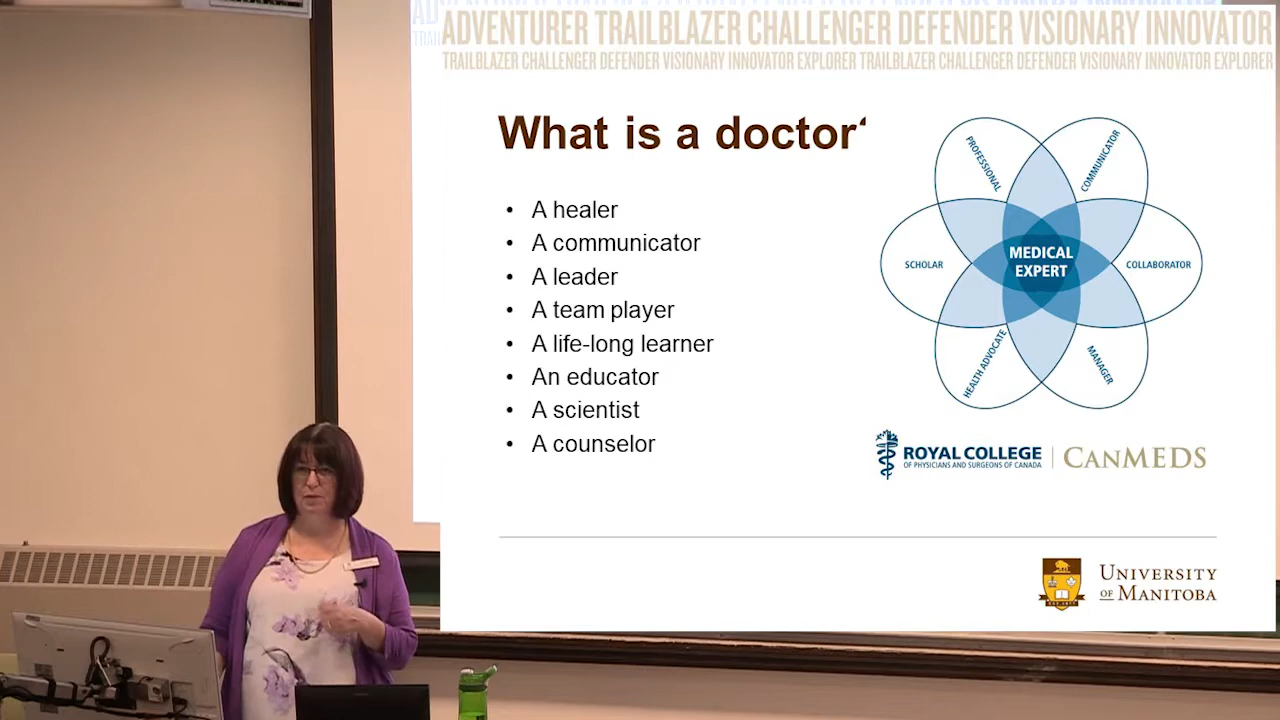 ADVENTURER TRAILBLAZER CHALLENGER DEFENDER VISIONARY INNOVATOR
TRAILBLAZER CHALLENGER DEFENDER VISIONARY INNOVATOR EXPLORER TRAILBLAZER CHALLENGER DEFENDER VISIONARY INNOVATOR EXPLORER
What is a doctor‘
• A healer
• A communicator
• A leader
• A team player
• A life-long learner
• An educator
• A scientist
• A counselor
PROFESSIONAL
COMMUNICATOR
SCHOLAR
MEDICAL
EXPERT
COLLABORATOR
HEALTH ADVOCATE
MANAGER
ROYAL COLLEGE
OF PHYSICIANS AND SURGEONS OF CANADA
CANMEDS
UNIVERSITY
OF MANITOBA